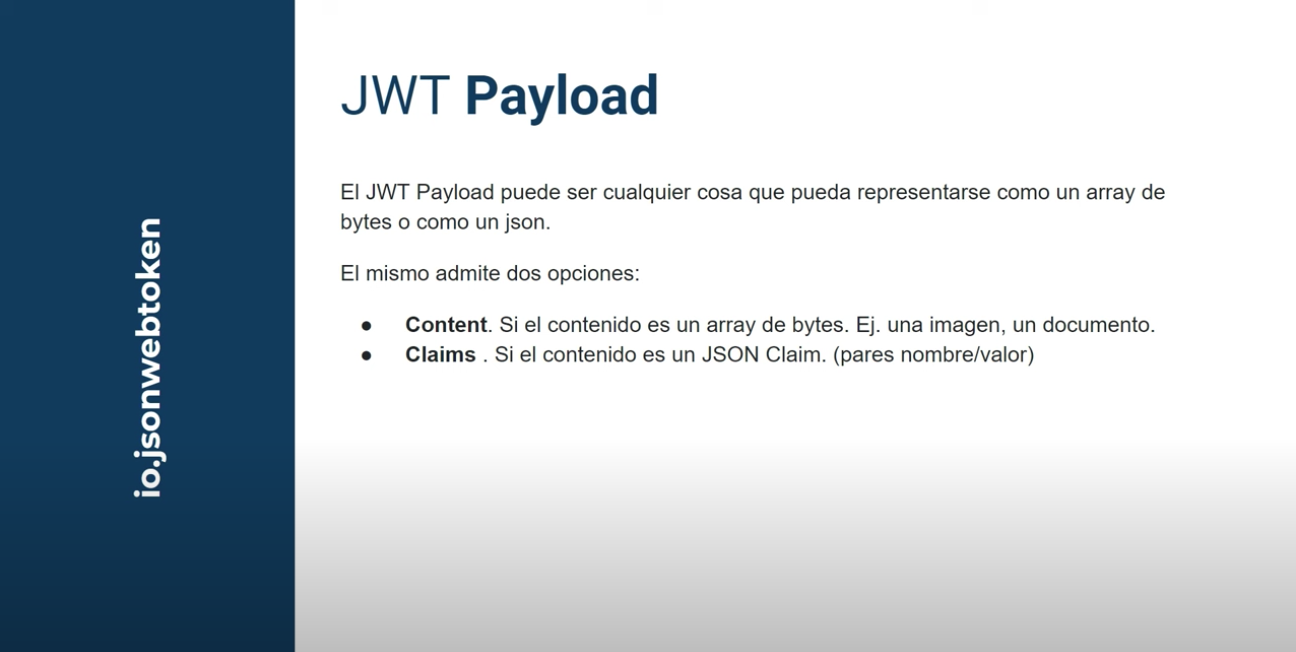 io.jsonwebtoken
JWT Payload
El JWT Payload puede ser cualquier cosa que pueda representarse como un array de
bytes o como un json.
El mismo admite dos opciones:
● Content. Si el contenido es un array de bytes. Ej. una imagen, un documento.
● Claims . Si el contenido es un JSON Claim. (pares nombre/valor)